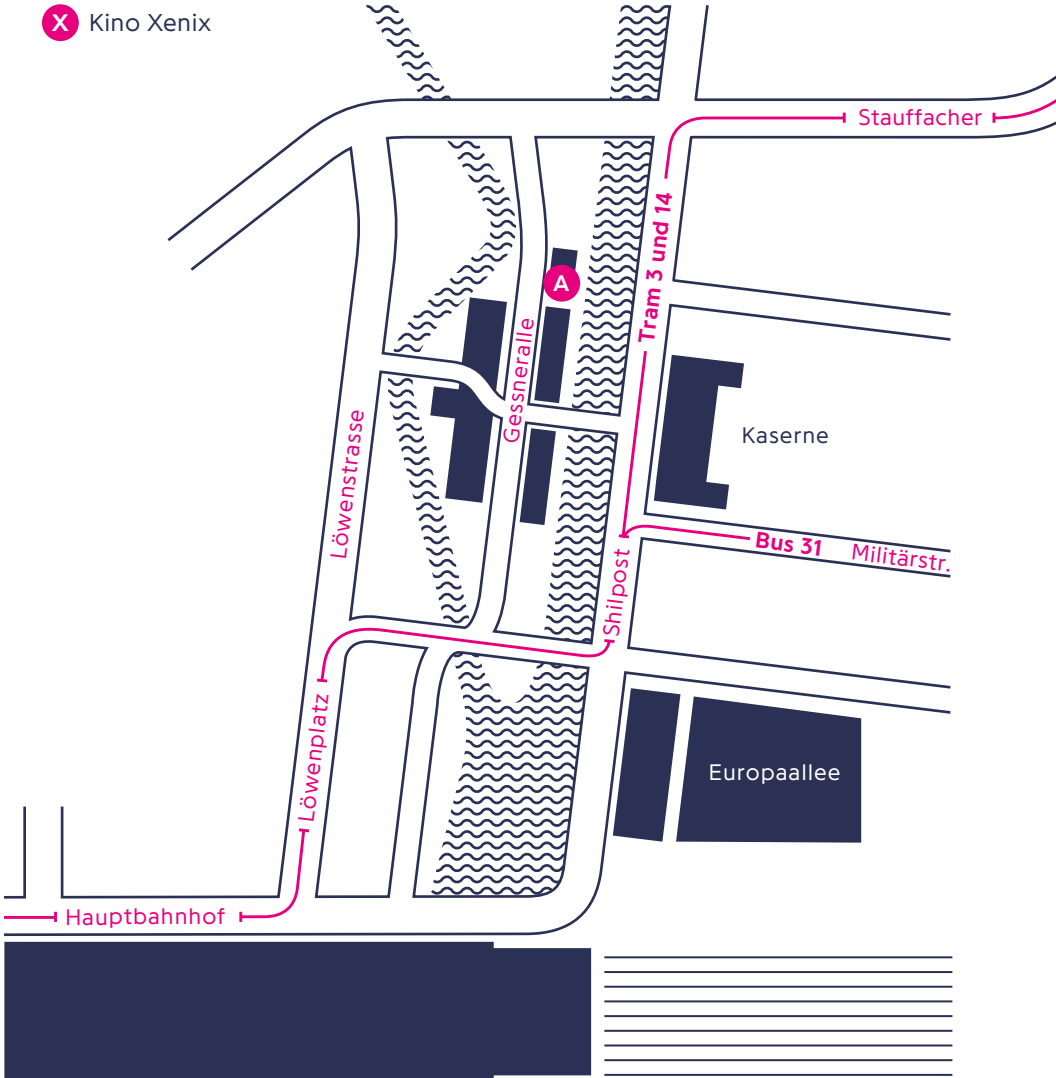 X Kino Xenix
Stauffacher
Tram 3 und 14
A
Gessneralle
Löwenstrasse
Kaserne
Bus 31 Militärstr.
Shilpost
Löwenplatz
Europaallee
Hauptbahnhof